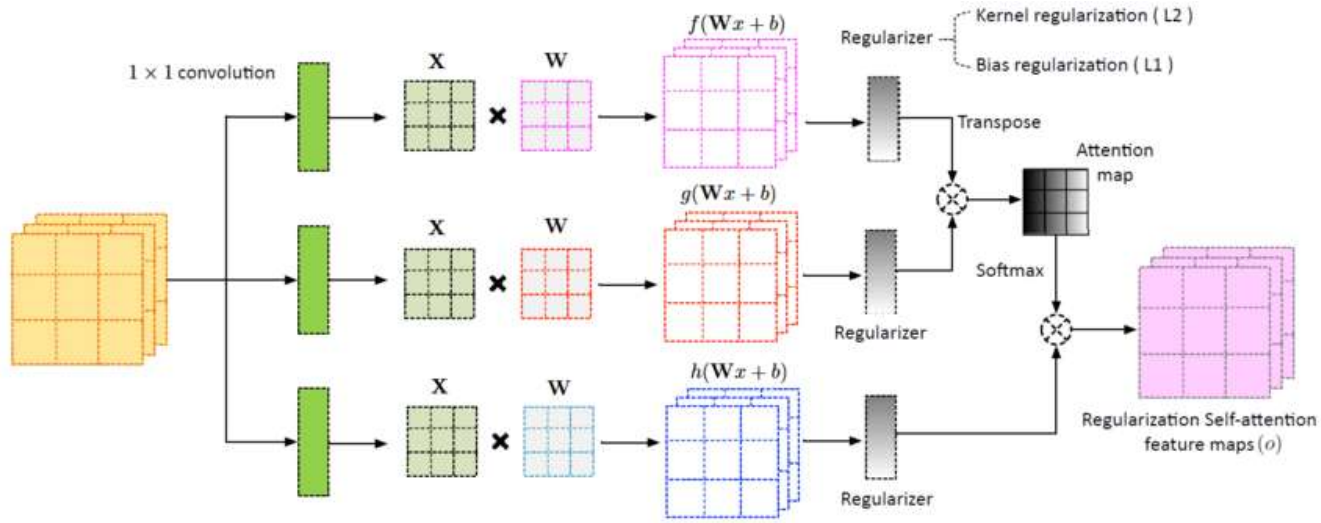 1 × 1 convolution
X
W
f(Wx + b)
Regularizer
Kernel regularization ( L2 )
Bias regularization ( L1 )
Transpose
Attention
map
X
W
g(Wx + b)
Regularizer
Softmax
X
W
h(Wx + b)
Regularizer
Regularization Self-attention
feature maps (o)